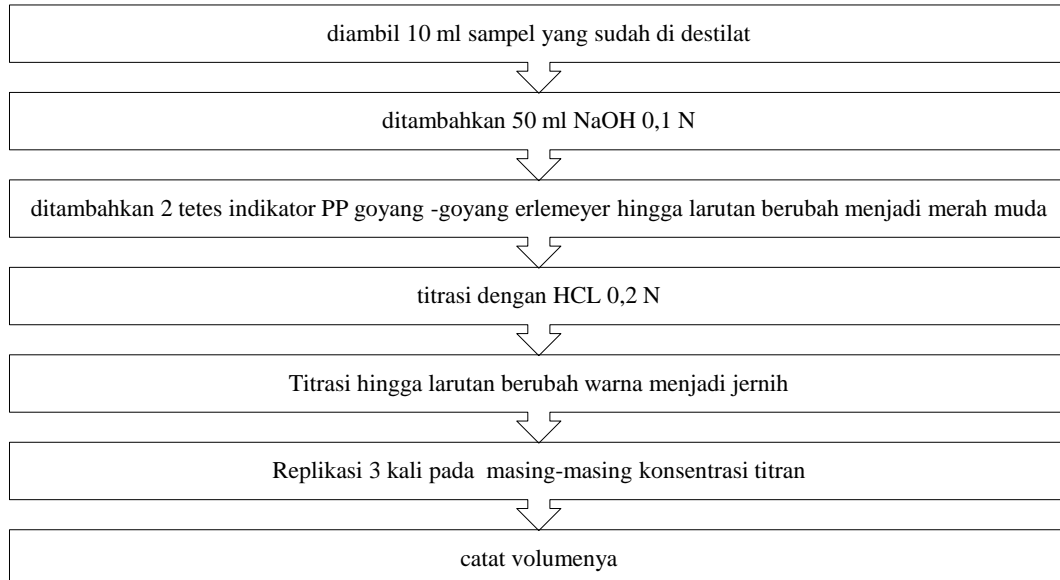 diambil 10 ml sampel yang sudah di destilat
ditambahkan 50 ml NaOH 0,1 N
ditambahkan 2 tetes indikator PP goyang -goyang erlemeyer hingga larutan berubah menjadi merah muda
titrasi dengan HCL 0,2 N
Titrasi hingga larutan berubah warna menjadi jernih
Replikasi 3 kali pada masing-masing konsentrasi titran
catat volumenya